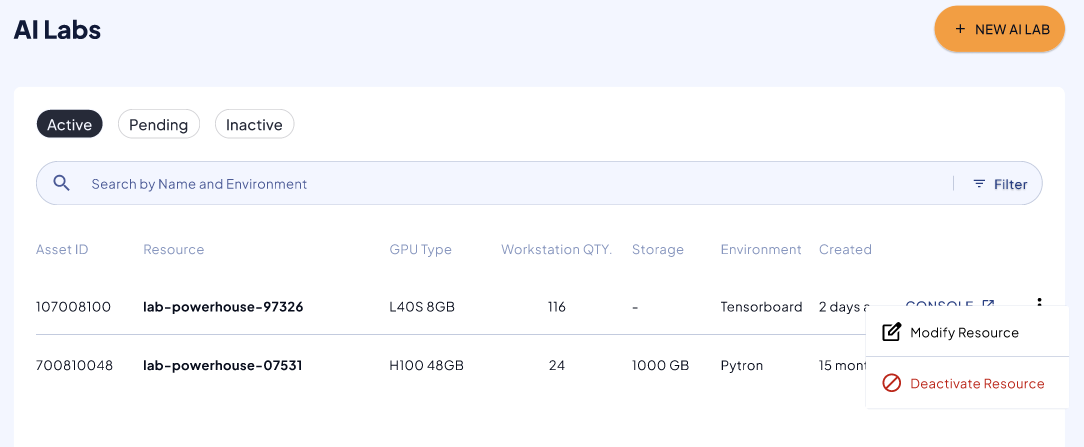 AI Labs
+ NEW AI LAB
Active Pending Inactive
Search by Name and Environment Filter
Asset ID Resource GPU Type Workstation QTY. Storage Environment Created
107008100 lab-powerhouse-97326 L40S 8GB 116 - Tensorboard 2 days a CONSOLE
Modify Resource
700810048 lab-powerhouse-07531 H100 48GB 24 1000 GB Pytron 15 mont
Deactivate Resource